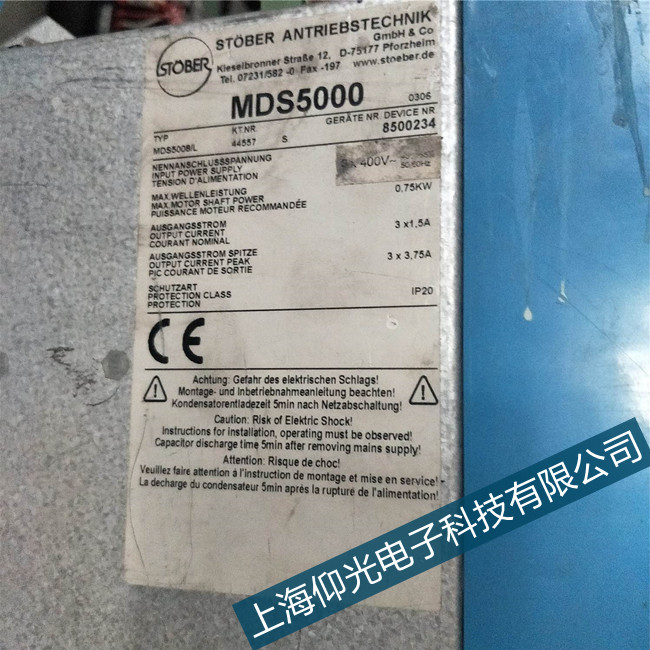 STÖBER
STÖBER ANTRIEBSTECHNIK
GmbH & Co
Kieselbronner Straße 12, D-75177 Pforzheim
Tel. 07231/582 -0 Fax -197 www.stoeber.de
MDS5000 0306
TYP KT.NR. GERÄTE NR. DEVICE NR.
MDS5008/L 44557 S 8500234
NENNANSCHLUSSSPANNUNG
INPUT POWER SUPPLY
TENSION D'ALIMENTATION
3 x 400V~ 50/60Hz
MAX.WELLENLEISTUNG 0.75KW
MAX.MOTOR SHAFT POWER
PUISSANCE MOTEUR RECOMMANDÉE
AUSGANGSSTROM 3 x1,5A
OUTPUT CURRENT
COURANT NOMINAL
AUSGANGSSTROM SPITZE 3 x 3,75A
OUTPUT CURRENT PEAK
PIC COURANT DE SORTIE
SCHUTZART IP20
PROTECTION CLASS
PROTECTION
CE
Achtung: Gefahr des elektrischen Schlags!
Montage- und Inbetriebnahmeanleitung beachten!
Kondensatorentladezeit 5min nach Netzabschaltung!
Caution: Risk of Elektric Shock!
Instructions for installation, operating must be observed!
Capacitor discharge time 5min after removing mains supply!
Attention: Risque de choc!
Veuillez faire attention à l'instruction de montage et mise en service!
La decharge du condensateur 5min aprés la rupture de l'alimentation!
上海仰光电子科技有限公司